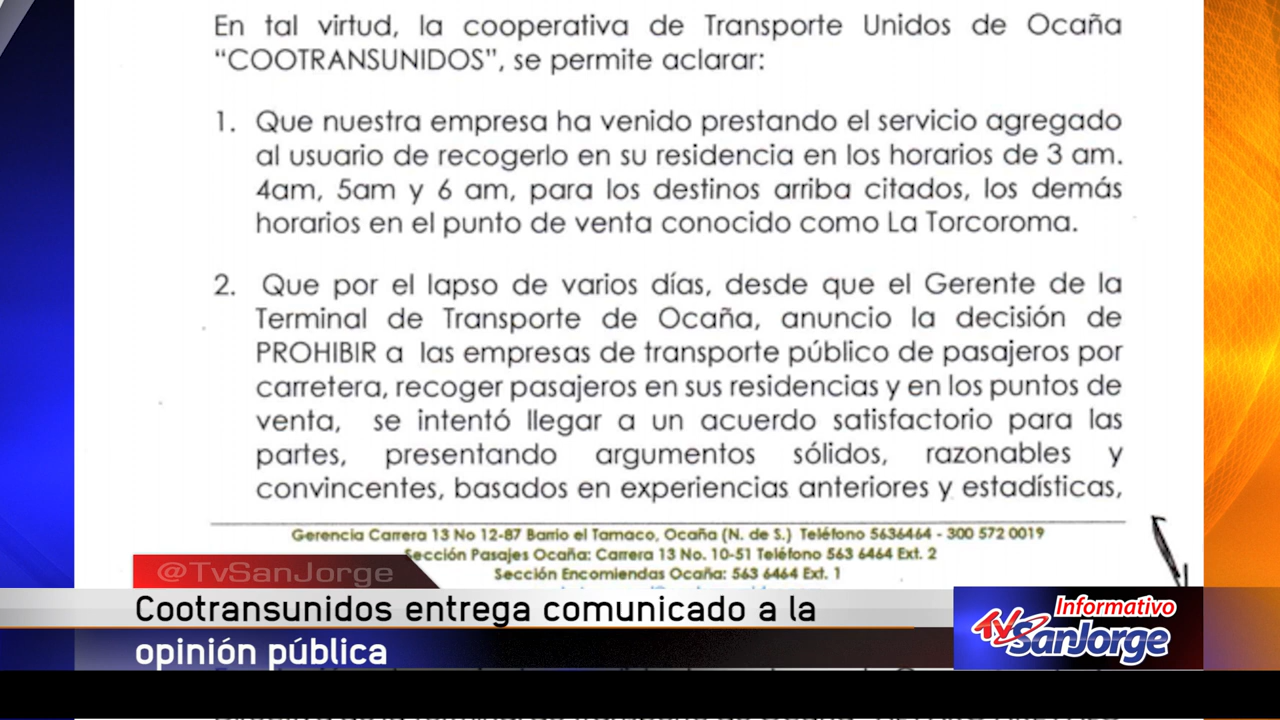 En tal virtud, la cooperativa de Transporte Unidos de Ocaña
“COOTRANSUNIDOS”, se permite aclarar:
1. Que nuestra empresa ha venido prestando el servicio agregado
al usuario de recogerlo en su residencia en los horarios de 3 am.
4am, 5am y 6 am, para los destinos arriba citados, los demás
horarios en el punto de venta conocido como La Torcoroma.
2. Que por el lapso de varios días, desde que el Gerente de la
Terminal de Transporte de Ocaña, anuncio la decisión de
PROHIBIR a las empresas de transporte público de pasajeros por
carretera, recoger pasajeros en sus residencias y en los puntos de
venta, se intentó llegar a un acuerdo satisfactorio para las
partes, presentando argumentos sólidos, razonables y
convincentes, basados en experiencias anteriores y estadísticas,
Gerencia Carrera 13 No 12-87 Barrio el Tamaco, Ocaña (N. de S.) Teléfono 5636464 - 300 572 0019
Sección Pasajes Ocaña: Carrera 13 No. 10-51 Teléfono 563 6464 Ext. 2
Sección Encomiendas Ocaña: 563 6464 Ext. 1
@TvSanJorge
Cootransunidos entrega comunicado a la
opinión pública
Informativo
TV SanJorge